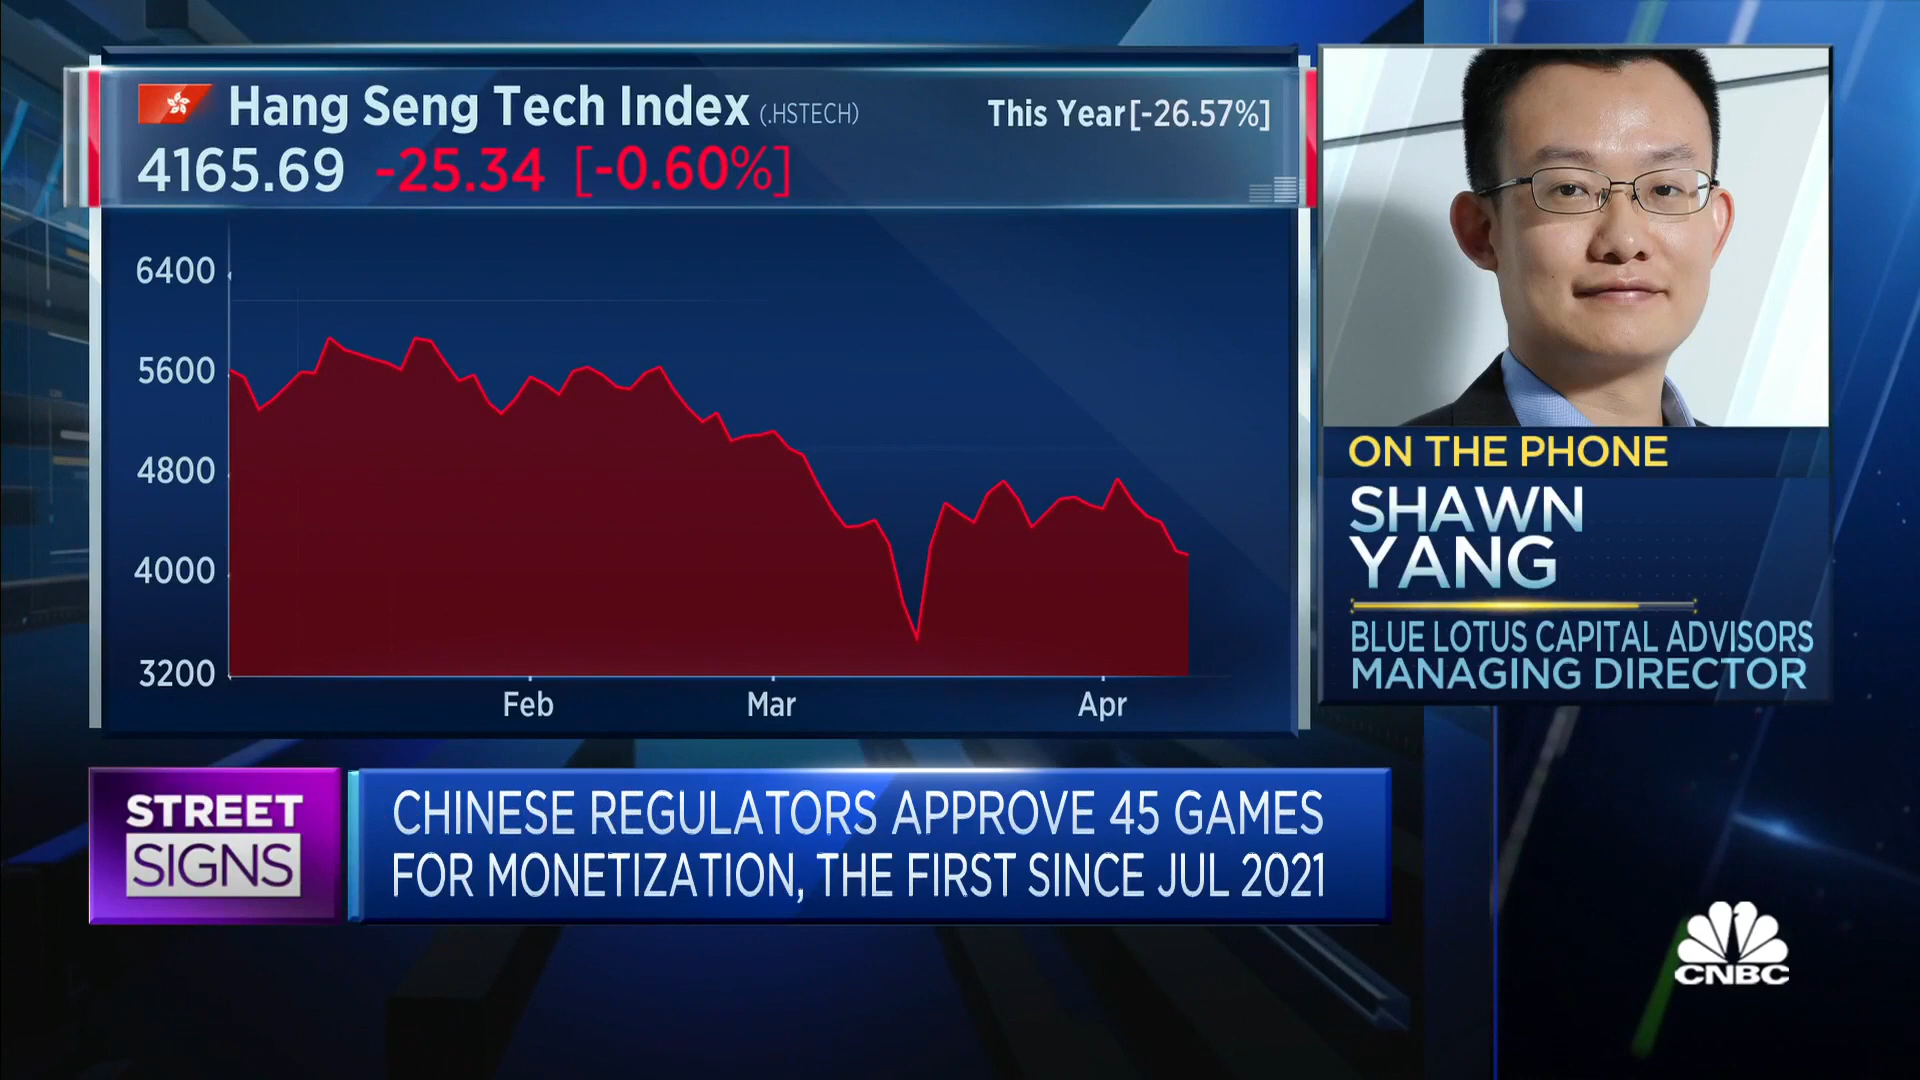 Hang Seng Tech Index (.HSTECH) This Year[-26.57%]
4165.69 -25.34 [-0.60%]
6400
5600
4800
4000
3200
Feb Mar Apr
ON THE PHONE
SHAWN
YANG
BLUE LOTUS CAPITAL ADVISORS
MANAGING DIRECTOR
STREET
SIGNS
CHINESE REGULATORS APPROVE 45 GAMES
FOR MONETIZATION, THE FIRST SINCE JUL 2021
CNBC